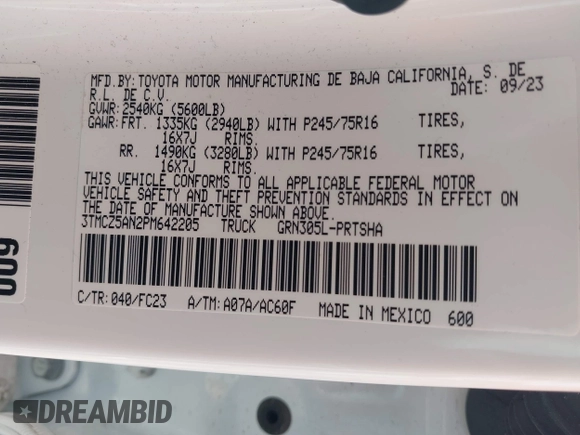 MFD.BY:TOYOTA MOTOR MANUFACTURING DE BAJA CALIFORNIA, S. DE
R.L. DE C.V. DATE: 09/23
GVWR:2540KG (5600LB)
GAWR:FRT. 1335KG (2940LB) WITH P245/75R16 TIRES,
16X7J RIMS.
RR. 1490KG (3280LB) WITH P245/75R16 TIRES,
16X7J RIMS.
THIS VEHICLE CONFORMS TO ALL APPLICABLE FEDERAL MOTOR
VEHICLE SAFETY AND THEFT PREVENTION STANDARDS IN EFFECT ON
THE DATE OF MANUFACTURE SHOWN ABOVE.
3TMCZ5AN2PM642205 TRUCK GRN305L-PRTSHA
C/TR:040/FC23 A/TM:A07A/AC60F MADE IN MEXICO 600
600
DREAMBID